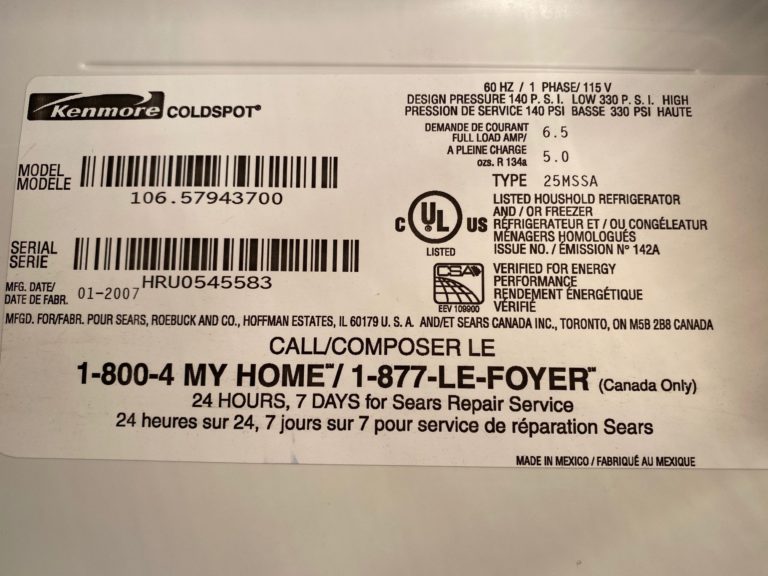 Kenmore COLDSPOT®
60 HZ / 1 PHASE/ 115 V
DESIGN PRESSURE 140 P. S. I. LOW 330 P. S. I. HIGH
PRESSION DE SERVICE 140 PSI BASSE 330 PSI HAUTE
DEMANDE DE COURANT
FULL LOAD AMP/ 6.5
A PLEINE CHARGE
ozs. R 134a 5.0
TYPE 25MSSA
MODEL
MODÈLE
106.57943700
C UL US
LISTED
LISTED HOUSHOLD REFRIGERATOR
AND / OR FREEZER
RÉFRIGERATEUR ET / OU CONGÉLATEUR
MÉNAGERS HOMOLOGUÉS
ISSUE NO. / ÉMISSION N° 142A
SERIAL
SERIE
HRU0545583
MFG. DATE/
DATE DE FABR. 01-2007
CSA
EEV 109900
VERIFIED FOR ENERGY
PERFORMANCE
RENDEMENT ÉNERGÉTIQUE
VÉRIFIÉ
MFGD. FOR/FABR. POUR SEARS, ROEBUCK AND CO., HOFFMAN ESTATES, IL 60179 U. S. A. AND/ET SEARS CANADA INC., TORONTO, ON M5B 2B8 CANADA
CALL/COMPOSER LE
1-800-4 MY HOME℠/ 1-877-LE-FOYER℠ (Canada Only)
24 HOURS, 7 DAYS for Sears Repair Service
24 heures sur 24, 7 jours sur 7 pour service de réparation Sears
MADE IN MEXICO / FABRIQUÉ AU MEXIQUE